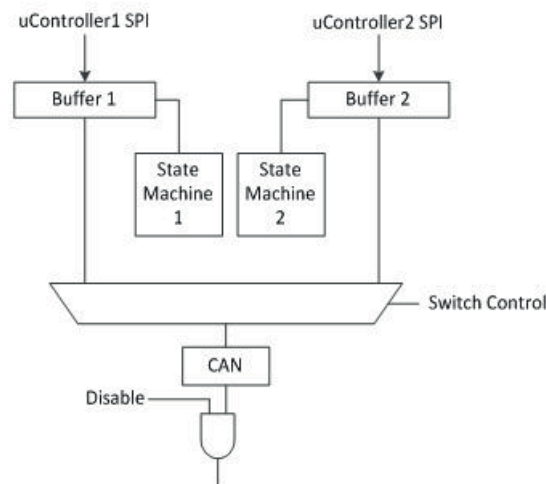 uController1 SPI
uController2 SPI
Buffer 1
Buffer 2
State
Machine
1
State
Machine
2
Switch Control
CAN
Disable